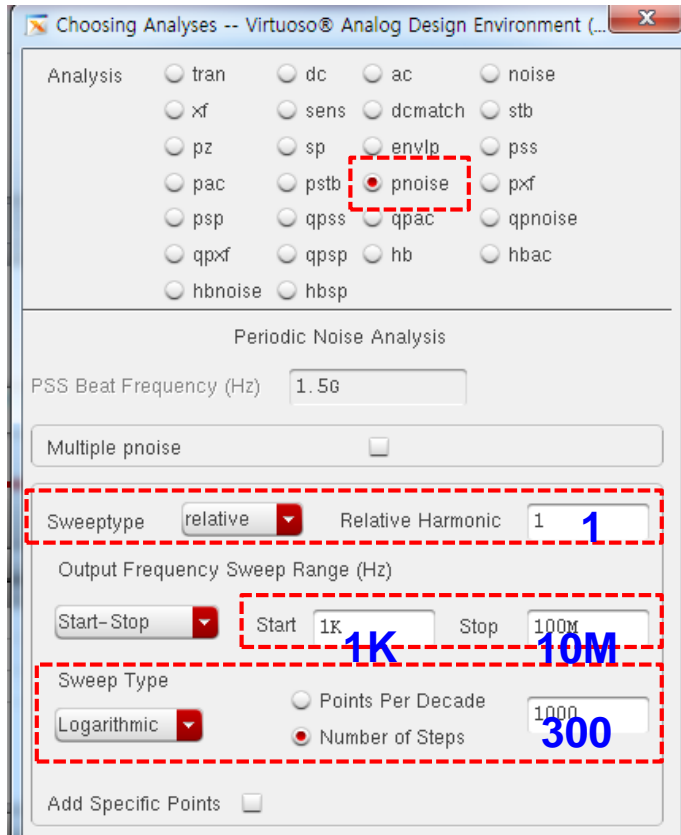 Choosing Analyses -- Virtuoso® Analog Design Environment (...
Analysis tran dc ac noise
xf sens dcmatch stb
pz sp envlp pss
pac pstb pnoise pxf
psp qpss qpac qpnoise
qpxf qpsp hb hbac
hbnoise hbsp
Periodic Noise Analysis
PSS Beat Frequency (Hz) 1.5G
Multiple pnoise
Sweeptype relative Relative Harmonic 1 1
Output Frequency Sweep Range (Hz)
Start-Stop Start 1K 1K Stop 100M 10M
Sweep Type
Logarithmic Points Per Decade 1000
Number of Steps 300
Add Specific Points